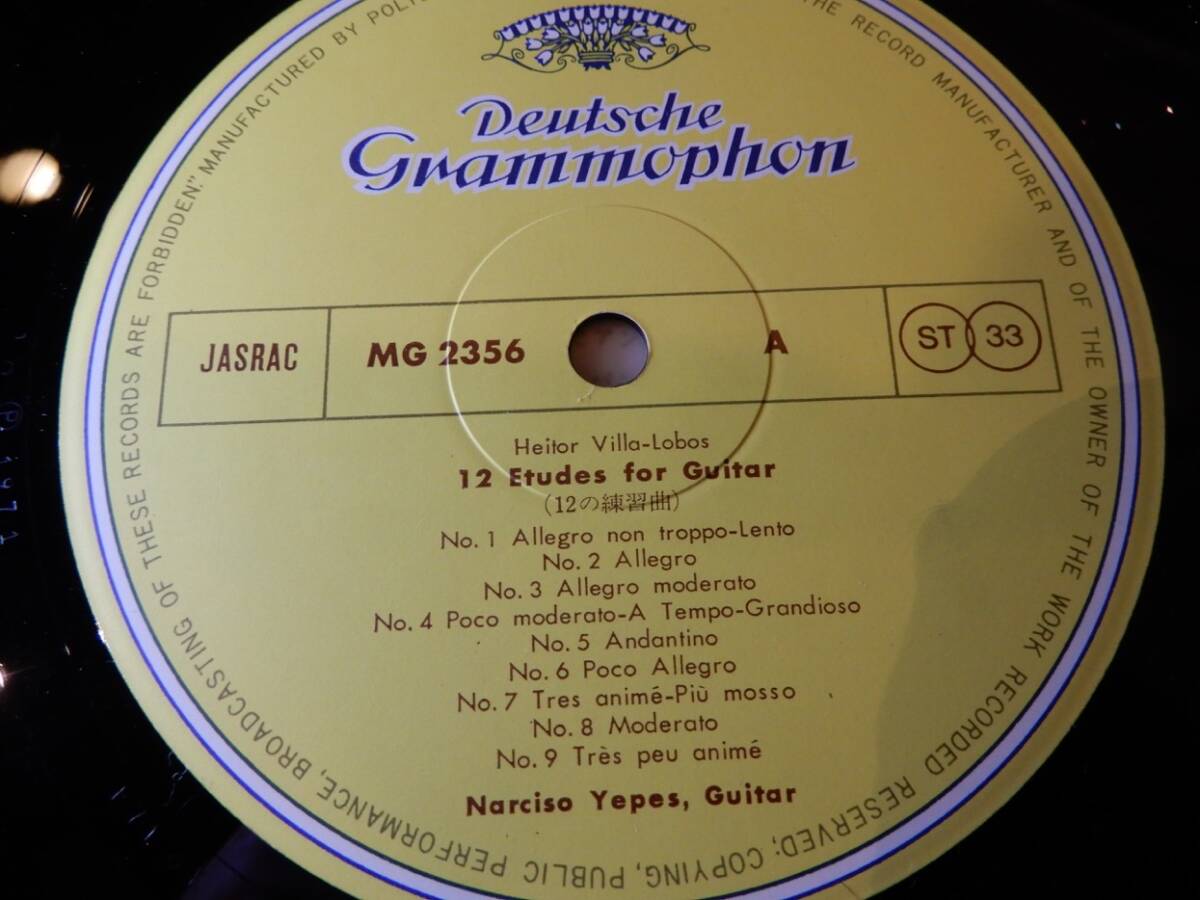 Deutsche
Grammophon
JASRAC MG 2356 A ST 33
Heitor Villa-Lobos
12 Etudes for Guitar
(12の練習曲)
No. 1 Allegro non troppo-Lento
No. 2 Allegro
No. 3 Allegro moderato
No. 4 Poco moderato-A Tempo-Grandioso
No. 5 Andantino
No. 6 Poco Allegro
No. 7 Tres animé-Più mosso
No. 8 Moderato
No. 9 Très peu animé
Narciso Yepes, Guitar
THE RECORD MANUFACTURER AND OF THE OWNER OF THE WORK RECORDED RESERVED; COPYING, PUBLIC PERFORMANCE, BROADCASTING OF THESE RECORDS ARE FORBIDDEN." MANUFACTURED BY